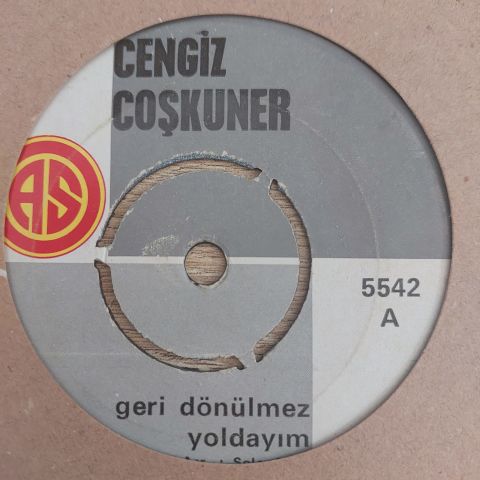 CENGİZ
COŞKUNER
AS
5542
A
geri dönülmez
yoldayım